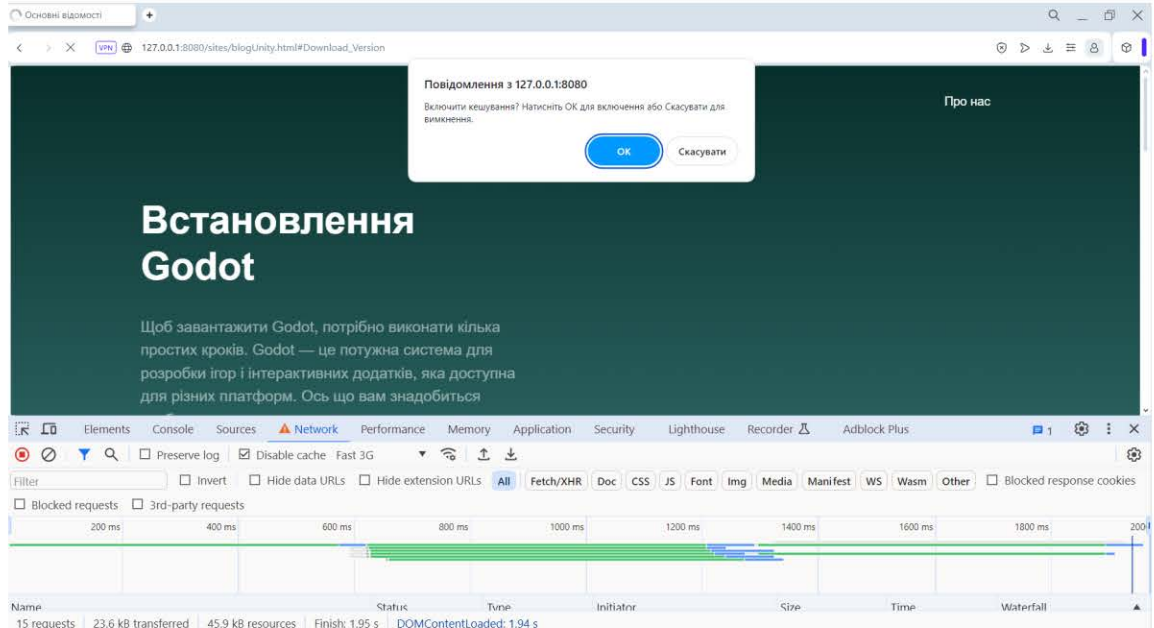 Основні відомості
VPN 127.0.0.1:8080/sites/blogUnity.html#Download_Version
Повідомлення з 127.0.0.1:8080
Включити кешування? Натисніть OK для включення або Скасувати для
вимкнення.
OK Скасувати
Про нас
Встановлення
Godot
Щоб завантажити Godot, потрібно виконати кілька
простих кроків. Godot — це потужна система для
розробки ігор і інтерактивних додатків, яка доступна
для різних платформ. Ось що вам знадобиться
Elements Console Sources Network Performance Memory Application Security Lighthouse Recorder Adblock Plus 1
Preserve log Disable cache Fast 3G
Filter Invert Hide data URLs Hide extension URLs All Fetch/XHR Doc CSS JS Font Img Media Manifest WS Wasm Other Blocked response cookies
Blocked requests 3rd-party requests
200 ms 400 ms 600 ms 800 ms 1000 ms 1200 ms 1400 ms 1600 ms 1800 ms 200
Name Status Type Initiator Size Time Waterfall
15 requests 23.6 kB transferred 45.9 kB resources Finish: 1.95 s DOMContentLoaded: 1.94 s